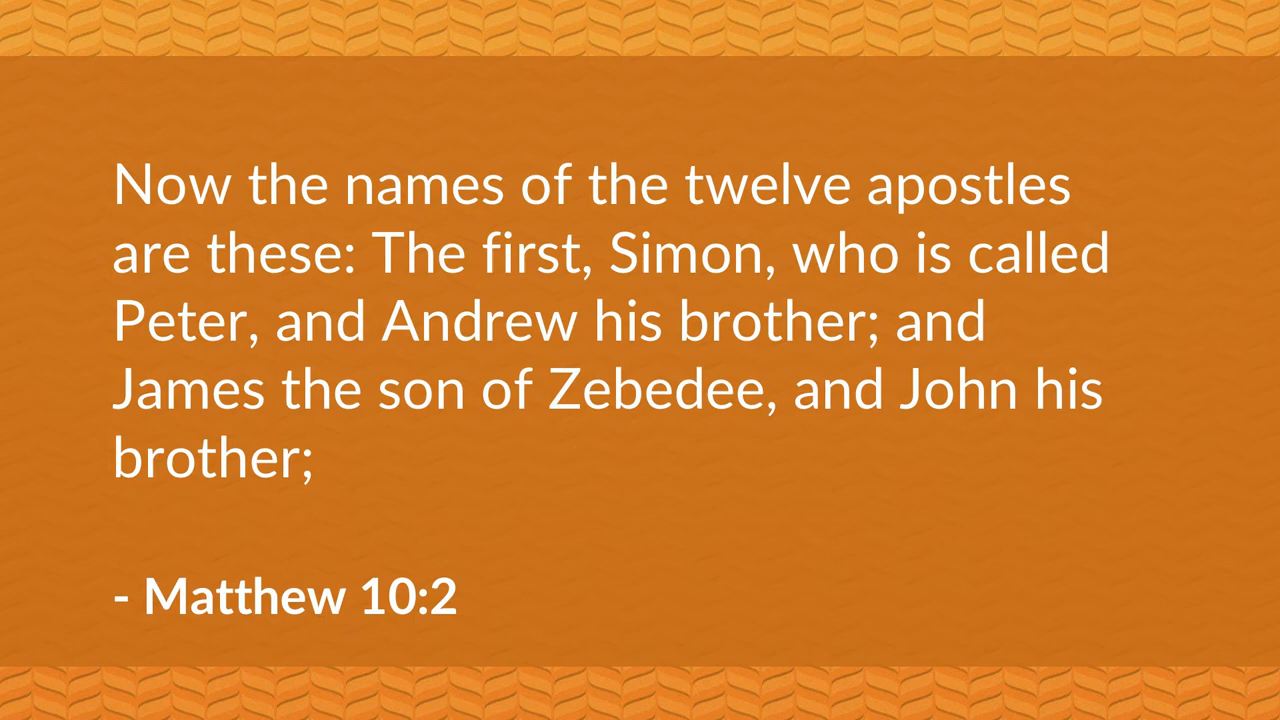 Now the names of the twelve apostles
are these: The first, Simon, who is called
Peter, and Andrew his brother; and
James the son of Zebedee, and John his
brother;
- Matthew 10:2